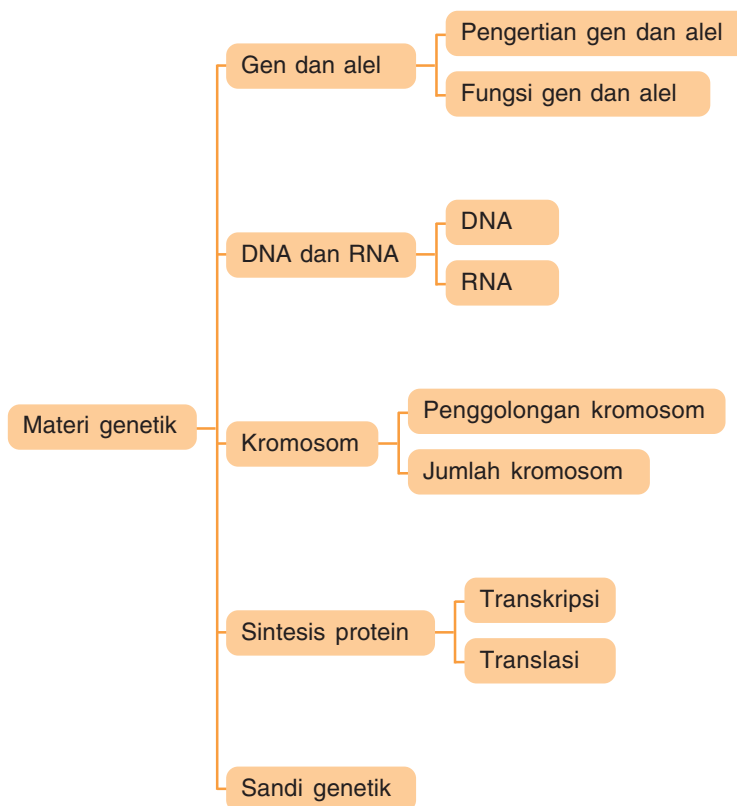 Pengertian gen dan alel
Gen dan alel
Fungsi gen dan alel
DNA
DNA dan RNA
RNA
Penggolongan kromosom
Materi genetik
Kromosom
Jumlah kromosom
Transkripsi
Sintesis protein
Translasi
Sandi genetik